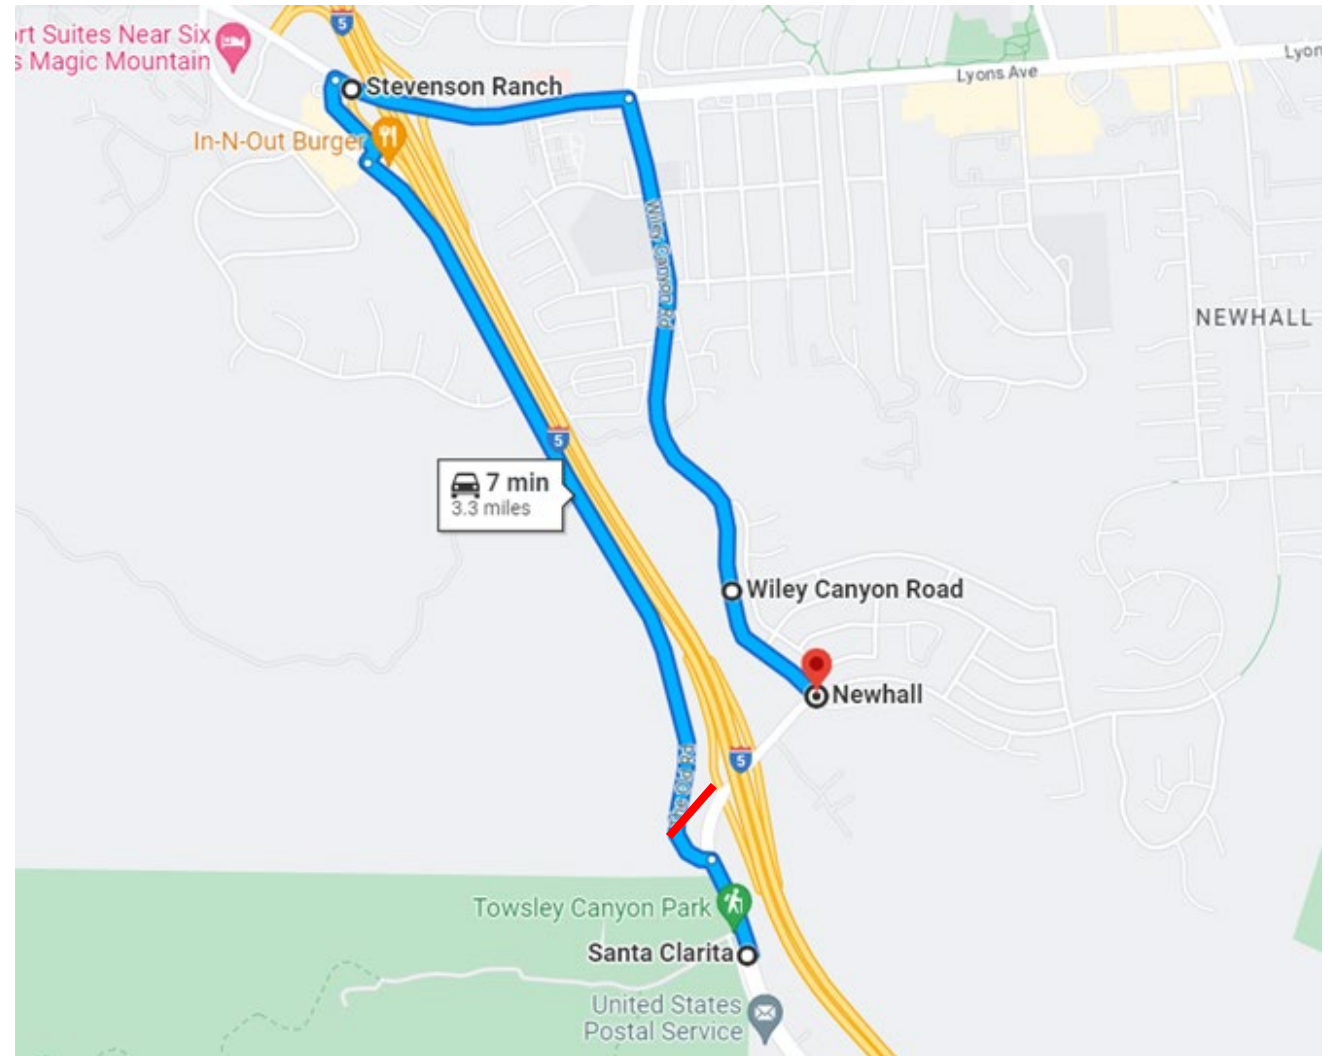 5
rt Suites Near Six
s Magic Mountain
Stevenson Ranch
Lyons Ave
Lyon
In-N-Out Burger
Wiley Canyon Rd
NEWHALL
5
7 min
3.3 miles
Wiley Canyon Road
Newhall
5
Towsley Canyon Park
Santa Clarita
United States
Postal Service